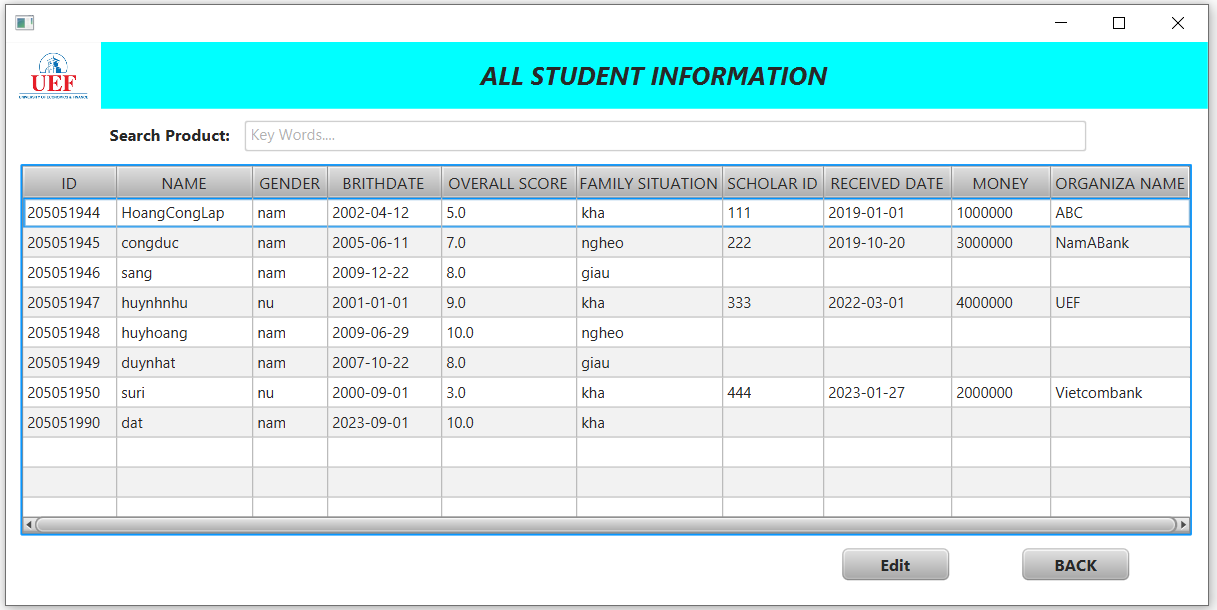 UEF
UNIVERSITY OF ECONOMICS & FINANCE
ALL STUDENT INFORMATION
Search Product: Key Words....
ID NAME GENDER BRITHDATE OVERALL SCORE FAMILY SITUATION SCHOLAR ID RECEIVED DATE MONEY ORGANIZA NAME
205051944 HoangCongLap nam 2002-04-12 5.0 kha 111 2019-01-01 1000000 ABC
205051945 congduc nam 2005-06-11 7.0 ngheo 222 2019-10-20 3000000 NamABank
205051946 sang nam 2009-12-22 8.0 giau
205051947 huynhnhu nu 2001-01-01 9.0 kha 333 2022-03-01 4000000 UEF
205051948 huyhoang nam 2009-06-29 10.0 ngheo
205051949 duynhat nam 2007-10-22 8.0 giau
205051950 suri nu 2000-09-01 3.0 kha 444 2023-01-27 2000000 Vietcombank
205051990 dat nam 2023-09-01 10.0 kha
Edit BACK